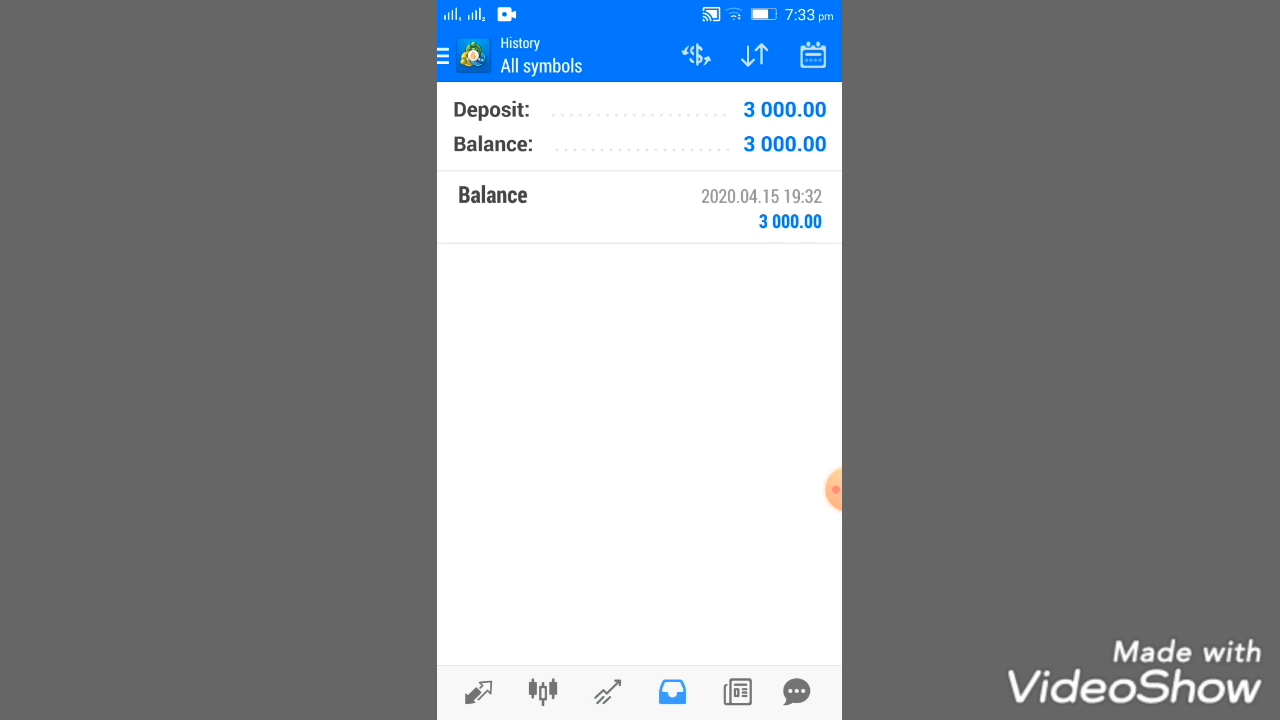 7:33 pm
History
All symbols
Deposit: 3 000.00
Balance: 3 000.00
Balance 2020.04.15 19:32
3 000.00
Made with
VideoShow